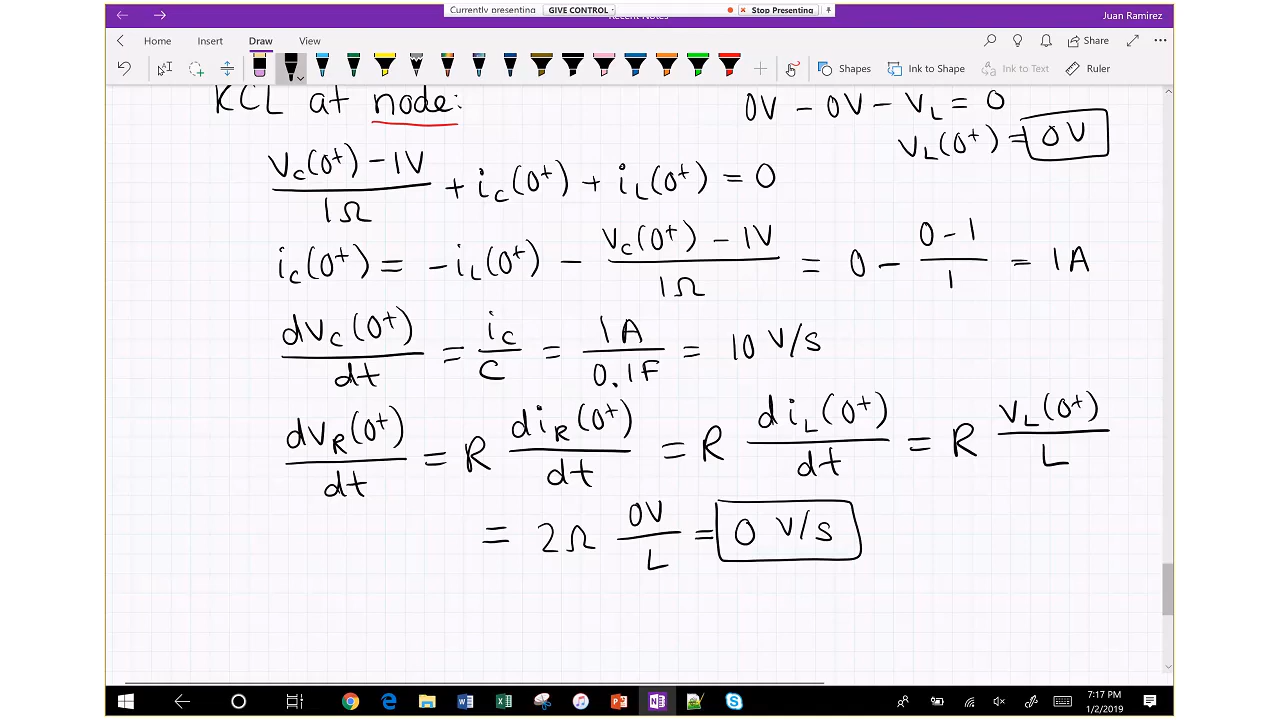 Currently presenting GIVE CONTROL Stop Presenting
Recent Notes Juan Ramirez
Home Insert Draw View Share
Shapes Ink to Shape Ink to Text Ruler
KCL at node:
0V - 0V - V_L = 0
V_L(0⁺) = 0V
(V_C(0⁺) - 1V)/1Ω + i_C(0⁺) + i_L(0⁺) = 0
i_C(0⁺) = -i_L(0⁺) - (V_C(0⁺) - 1V)/1Ω = 0 - (0-1)/1 = 1A
dV_C(0⁺)/dt = i_C/C = 1A/0.1F = 10 V/s
dV_R(0⁺)/dt = R di_R(0⁺)/dt = R di_L(0⁺)/dt = R V_L(0⁺)/L
= 2Ω 0V/L = 0 V/s
7:17 PM
1/2/2019